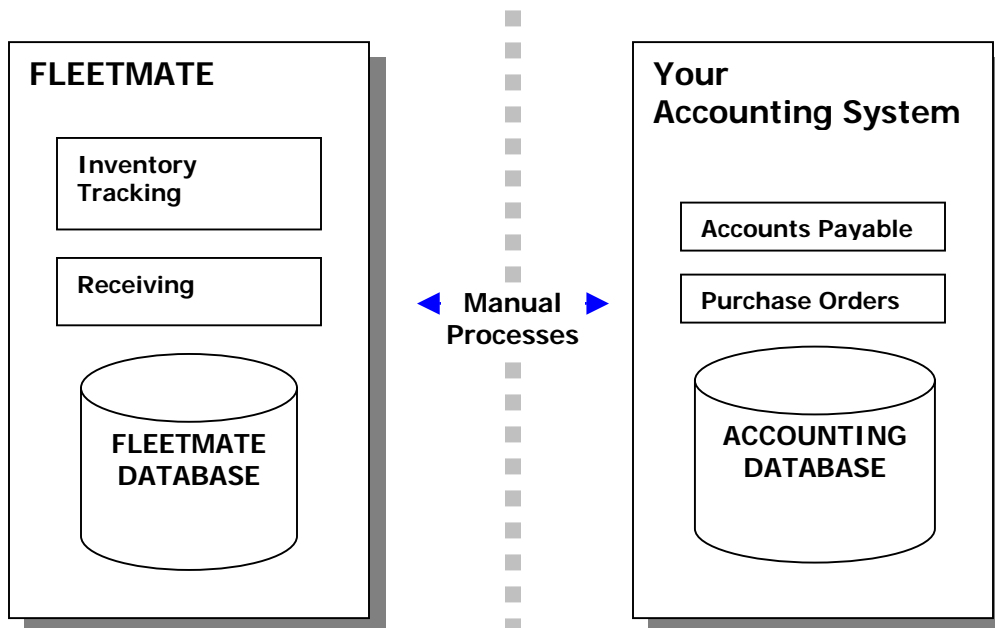 FLEETMATE
Inventory
Tracking
Receiving
FLEETMATE
DATABASE
Manual
Processes
Your
Accounting System
Accounts Payable
Purchase Orders
ACCOUNTING
DATABASE